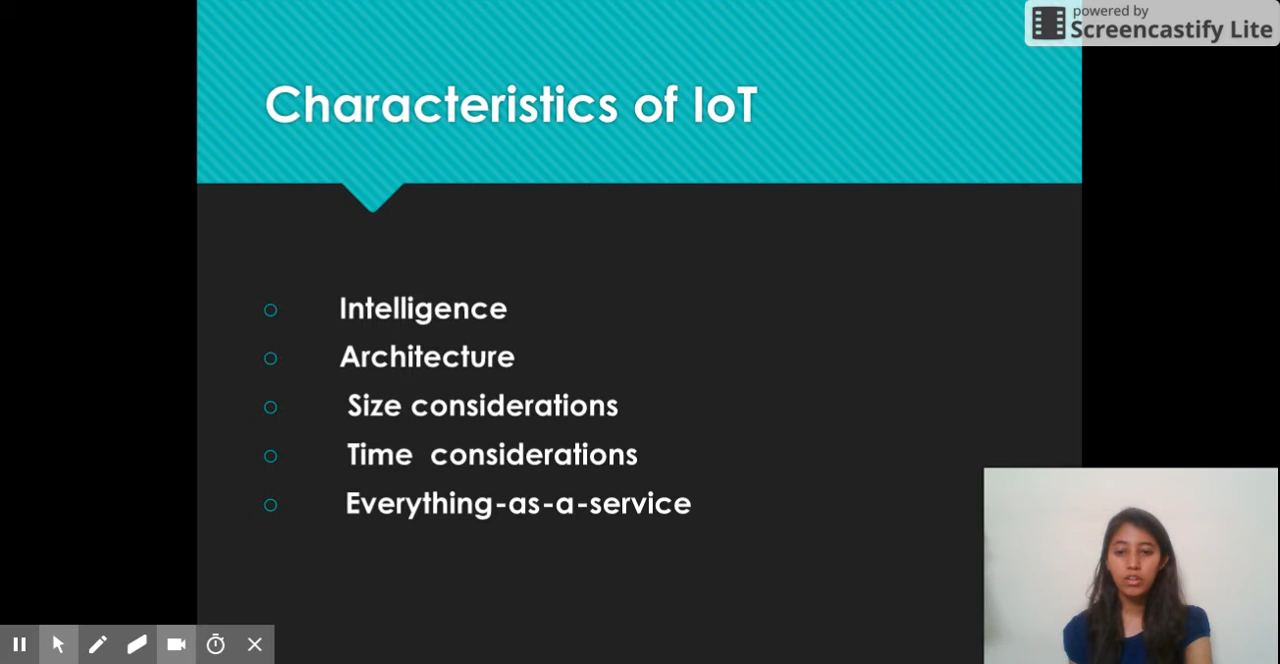 powered by
Screencastify Lite
Characteristics of IoT
Intelligence
Architecture
Size considerations
Time considerations
Everything-as-a-service